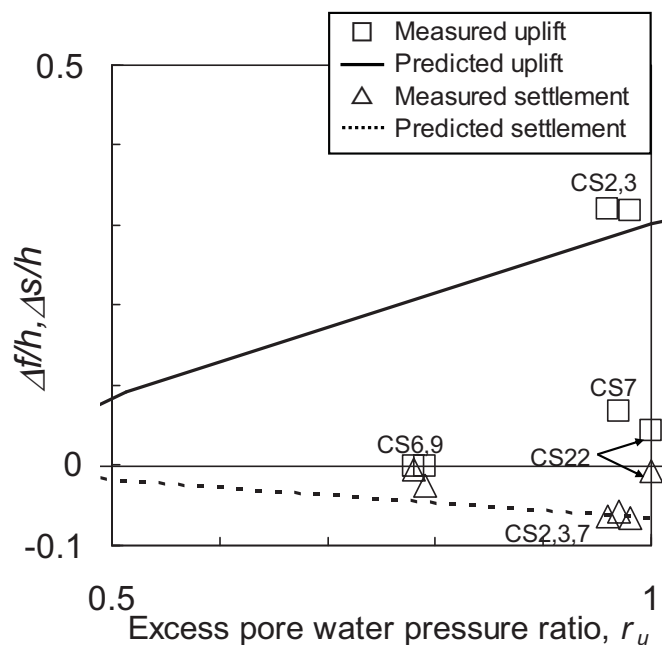 Measured uplift
Predicted uplift
Measured settlement
Predicted settlement
0.5
CS2,3
Δf/h, Δs/h
CS7
CS6,9
CS22
0
CS2,3,7
-0.1
0.5
1
Excess pore water pressure ratio, r_u